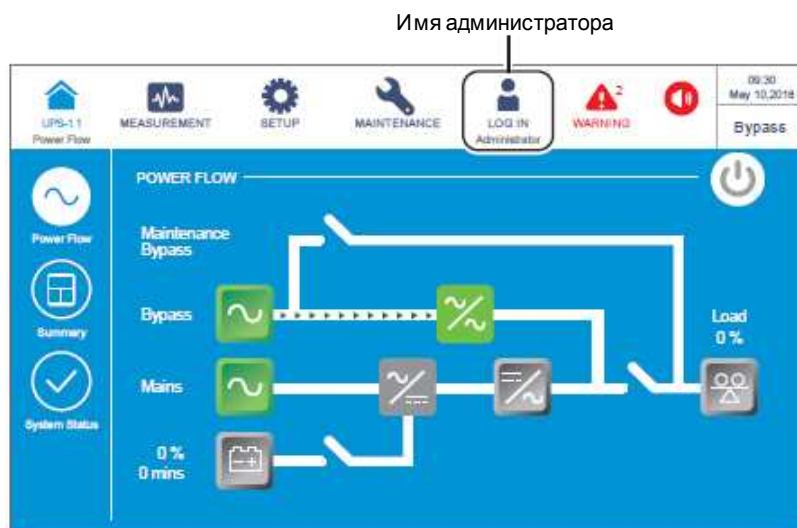 Имя администратора
UPS-1.1
Power Flow
MEASUREMENT
SETUP
MAINTENANCE
LOG IN
Administrator
WARNING
2
09:30
May 10,2016
Bypass
POWER FLOW
Power Flow
Summary
System Status
Maintenance
Bypass
Bypass
Mains
0 %
0 mins
Load
0 %